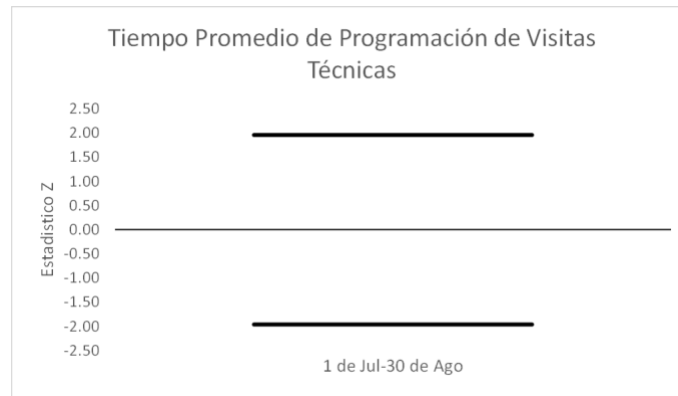 Tiempo Promedio de Programación de Visitas
Técnicas
2.50
2.00
1.50
1.00
0.50
0.00
-0.50
-1.00
-1.50
-2.00
-2.50
Estadistico Z
1 de Jul-30 de Ago